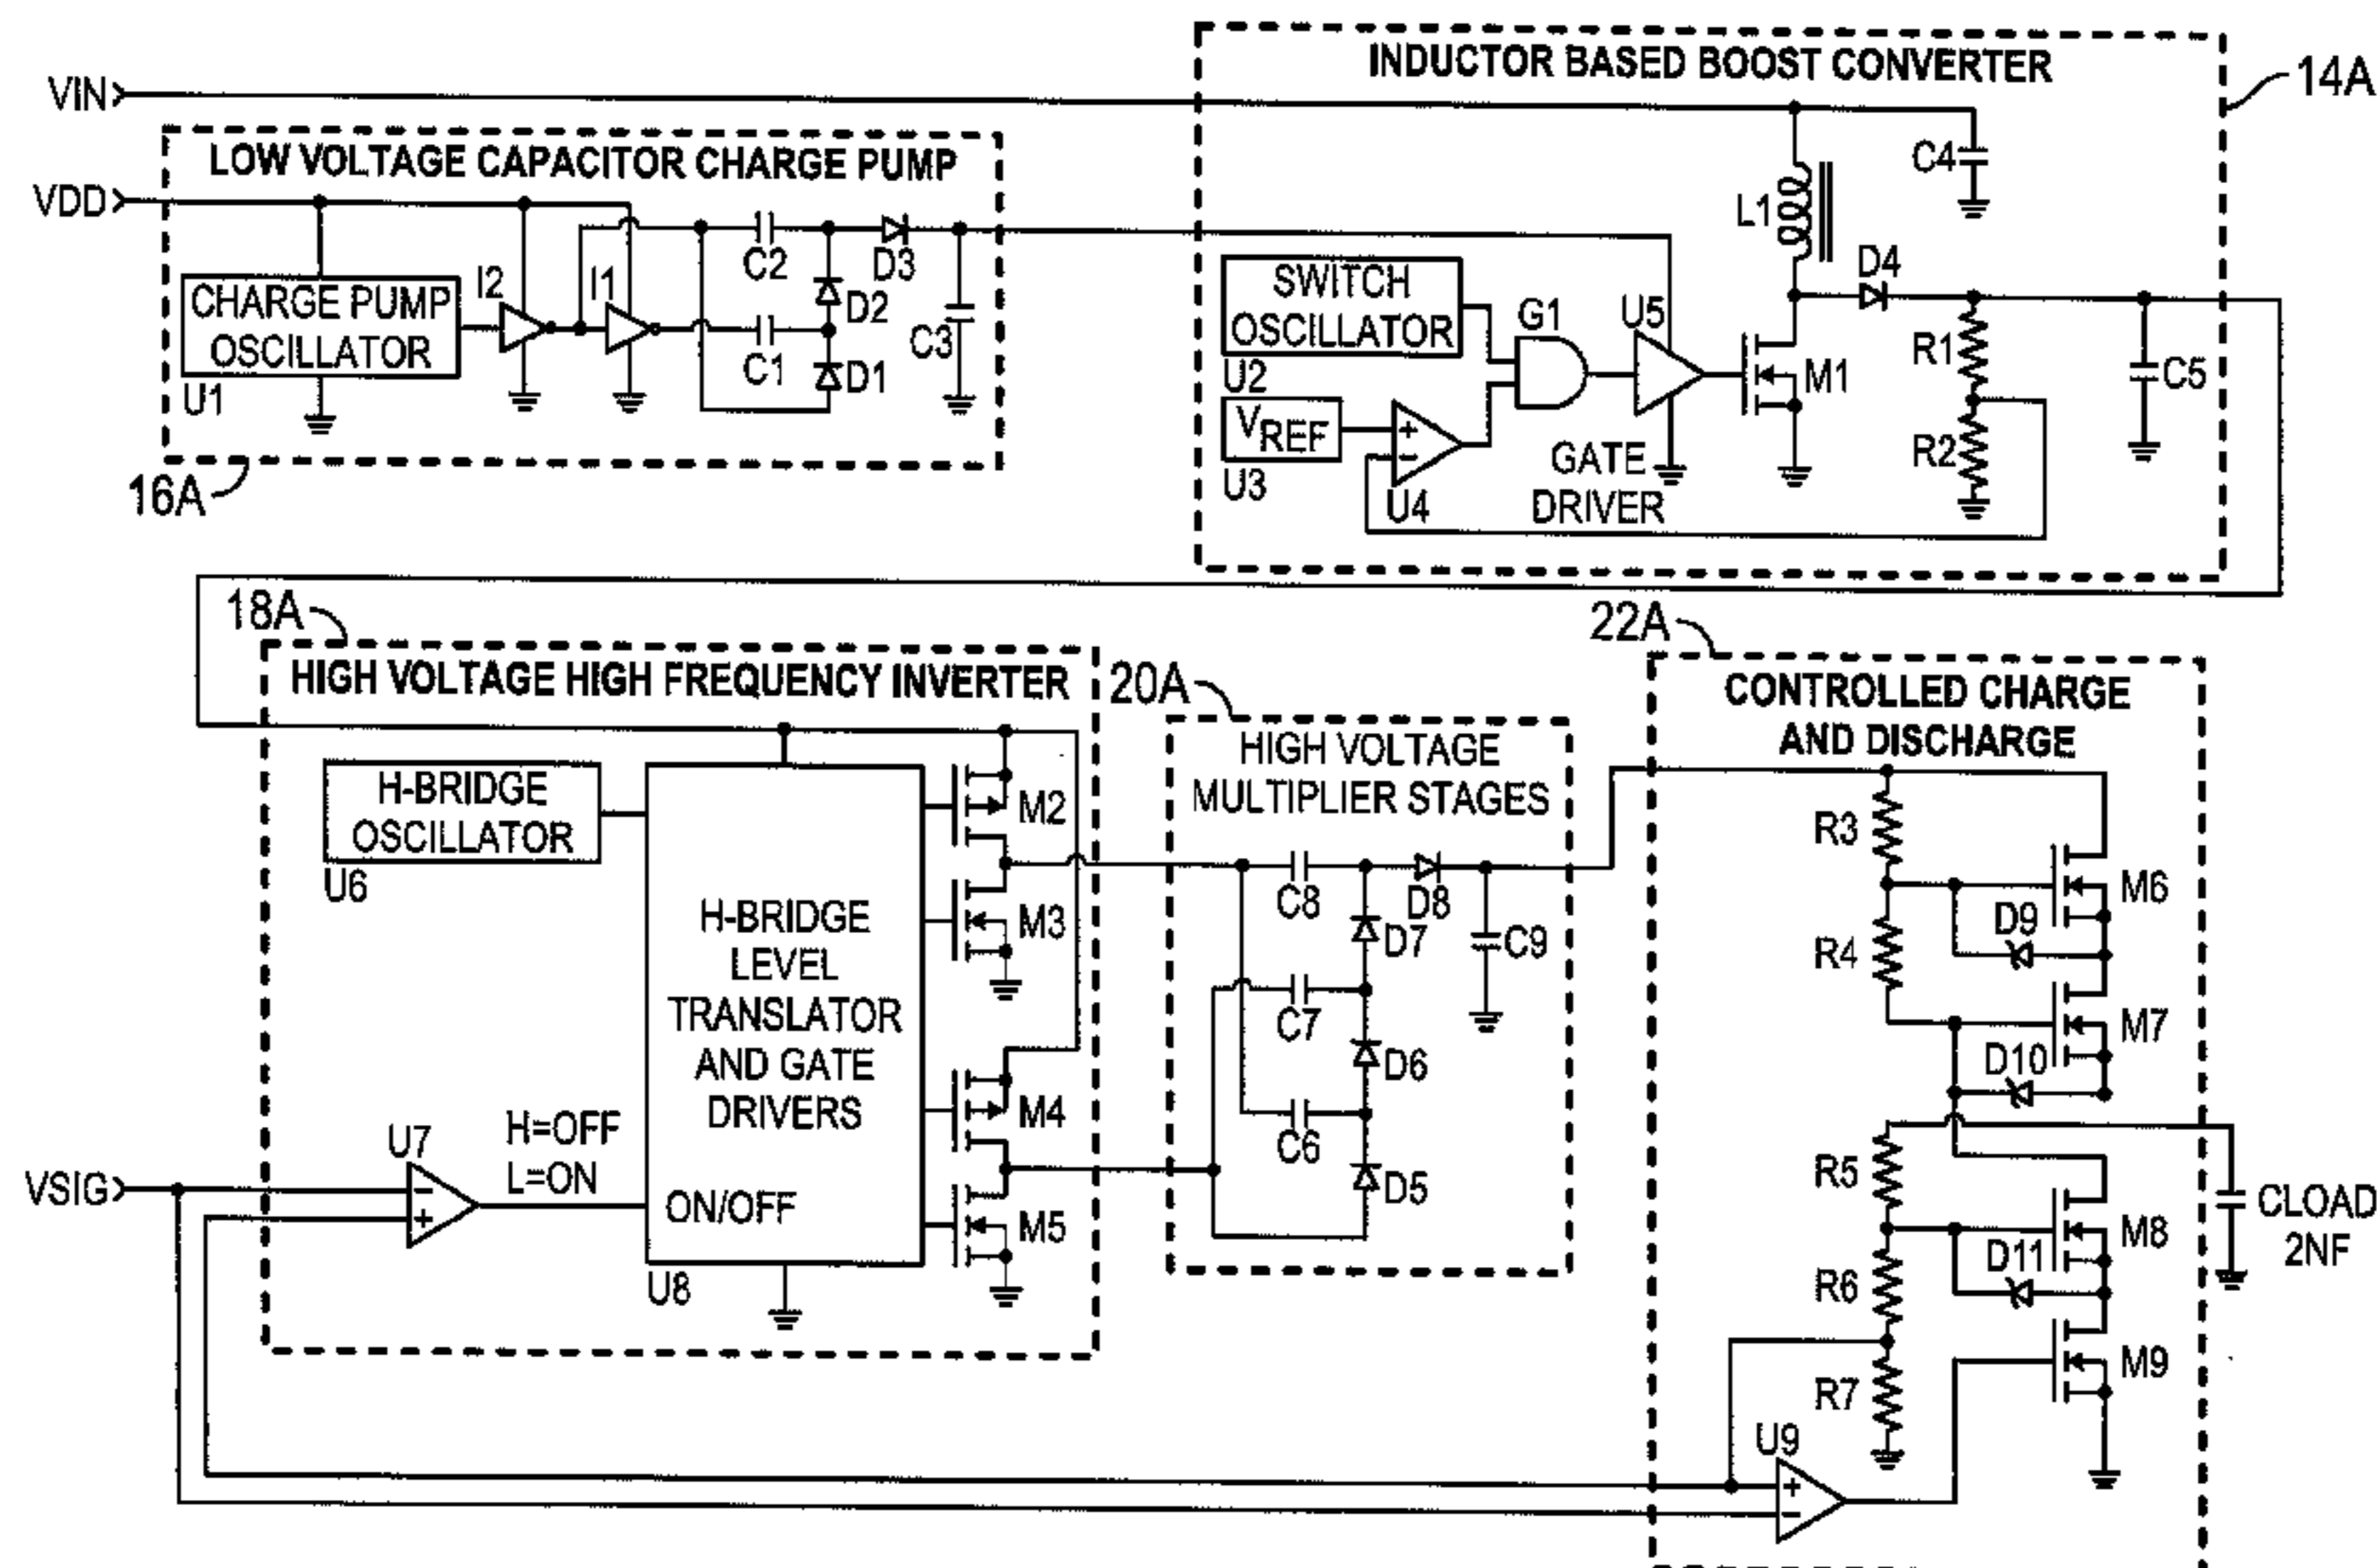 INDUCTOR BASED BOOST CONVERTER
14A
VIN
LOW VOLTAGE CAPACITOR CHARGE PUMP
VDD
C4
L1
C2
D3
D4
I2
I1
SWITCH
OSCILLATOR
CHARGE PUMP
OSCILLATOR
D2
C3
G1
U5
R1
C1
D1
M1
C5
U1
U2
VREF
R2
GATE
DRIVER
U3
U4
16A
18A
22A
HIGH VOLTAGE HIGH FREQUENCY INVERTER
20A
CONTROLLED CHARGE
AND DISCHARGE
HIGH VOLTAGE
MULTIPLIER STAGES
H-BRIDGE
OSCILLATOR
M2
R3
U6
C8
D8
M6
H-BRIDGE
LEVEL
TRANSLATOR
AND GATE
DRIVERS
M3
D7
C9
D9
R4
C7
M7
D6
D10
M4
C6
U7
H=OFF
L=ON
VSIG
D5
R5
ON/OFF
M5
M8
CLOAD
2NF
D11
U8
R6
M9
R7
U9